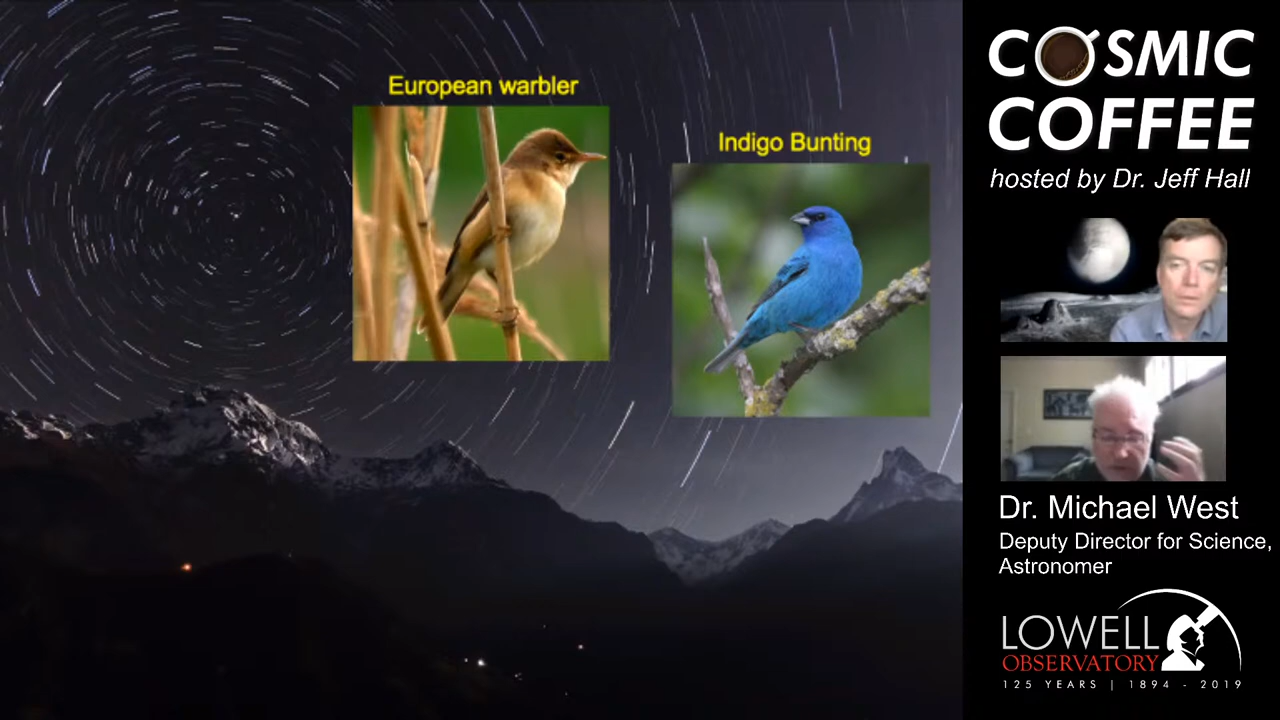 European warbler
Indigo Bunting
COSMIC
COFFEE
hosted by Dr. Jeff Hall
Dr. Michael West
Deputy Director for Science,
Astronomer
LOWELL
OBSERVATORY
125 YEARS | 1894 - 2019